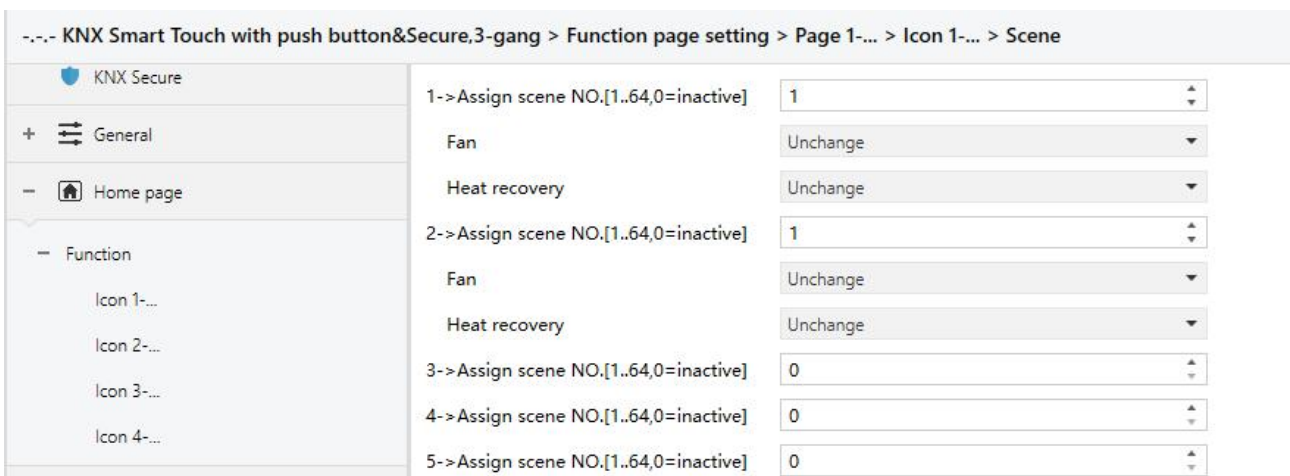 -.-.- KNX Smart Touch with push button&Secure,3-gang > Function page setting > Page 1-... > Icon 1-... > Scene
KNX Secure
+ General
− Home page
− Function
Icon 1-...
Icon 2-...
Icon 3-...
Icon 4-...
1->Assign scene NO.[1..64,0=inactive] 1
Fan Unchange
Heat recovery Unchange
2->Assign scene NO.[1..64,0=inactive] 1
Fan Unchange
Heat recovery Unchange
3->Assign scene NO.[1..64,0=inactive] 0
4->Assign scene NO.[1..64,0=inactive] 0
5->Assign scene NO.[1..64,0=inactive] 0